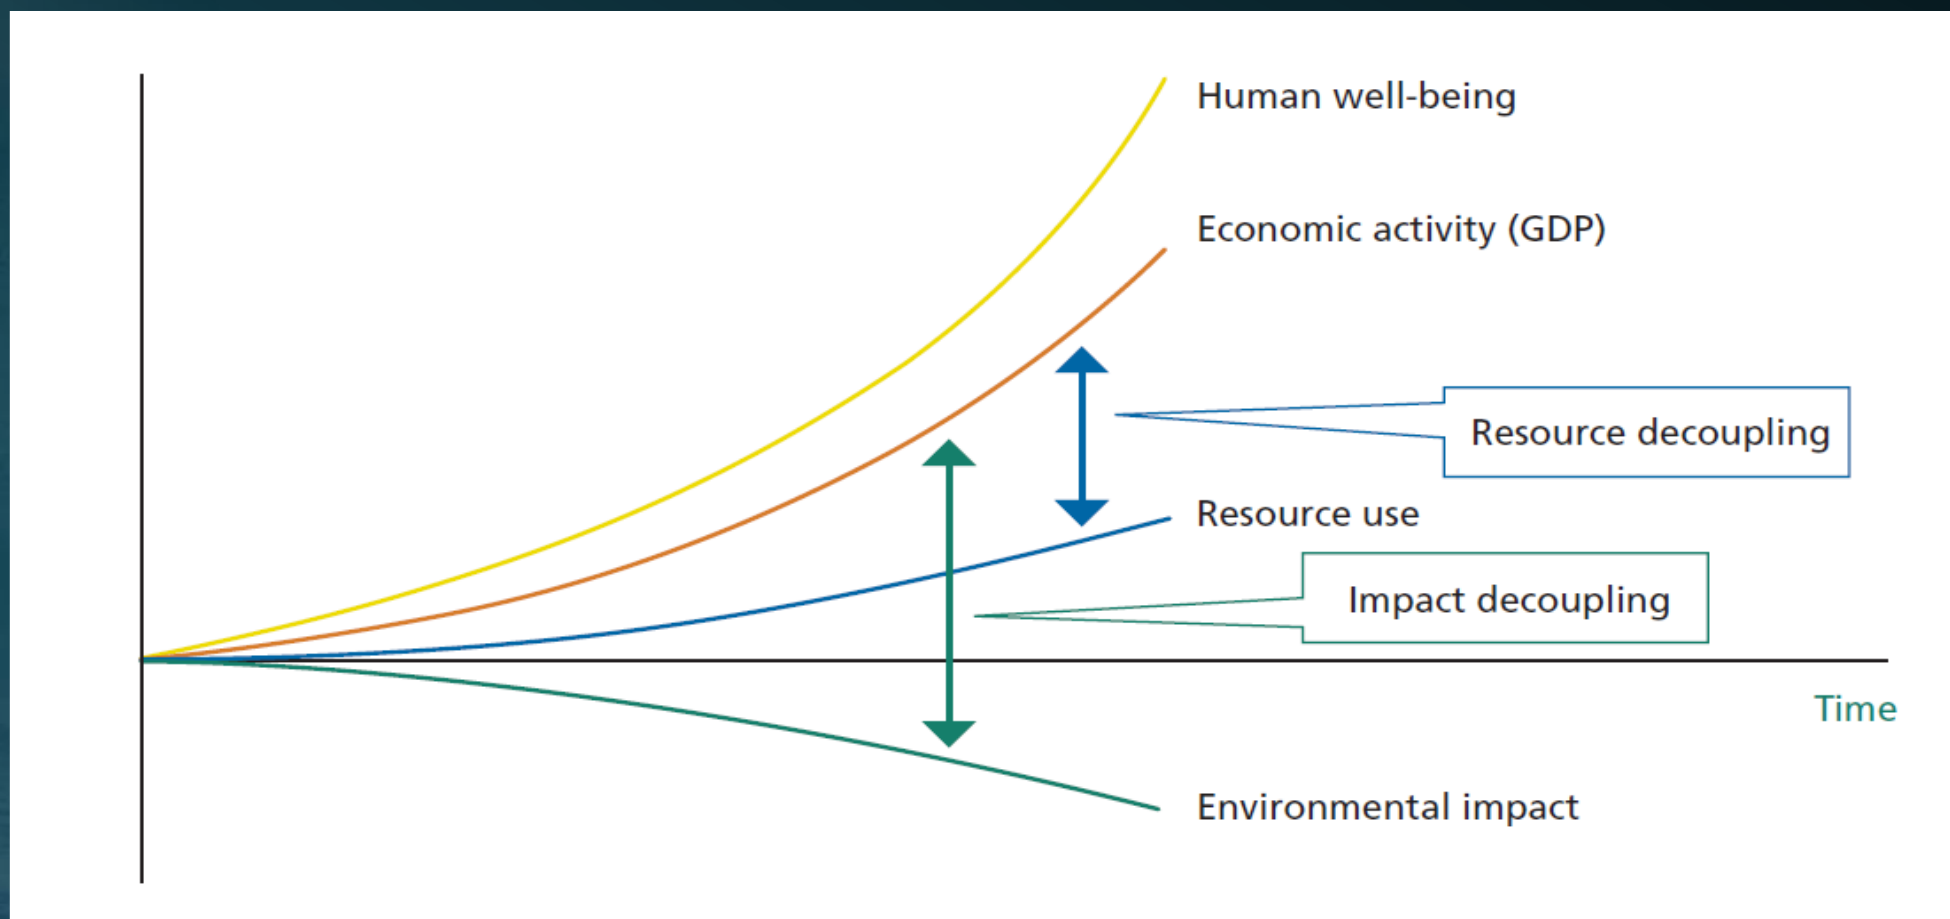 Human well-being
Economic activity (GDP)
Resource decoupling
Resource use
Impact decoupling
Time
Environmental impact